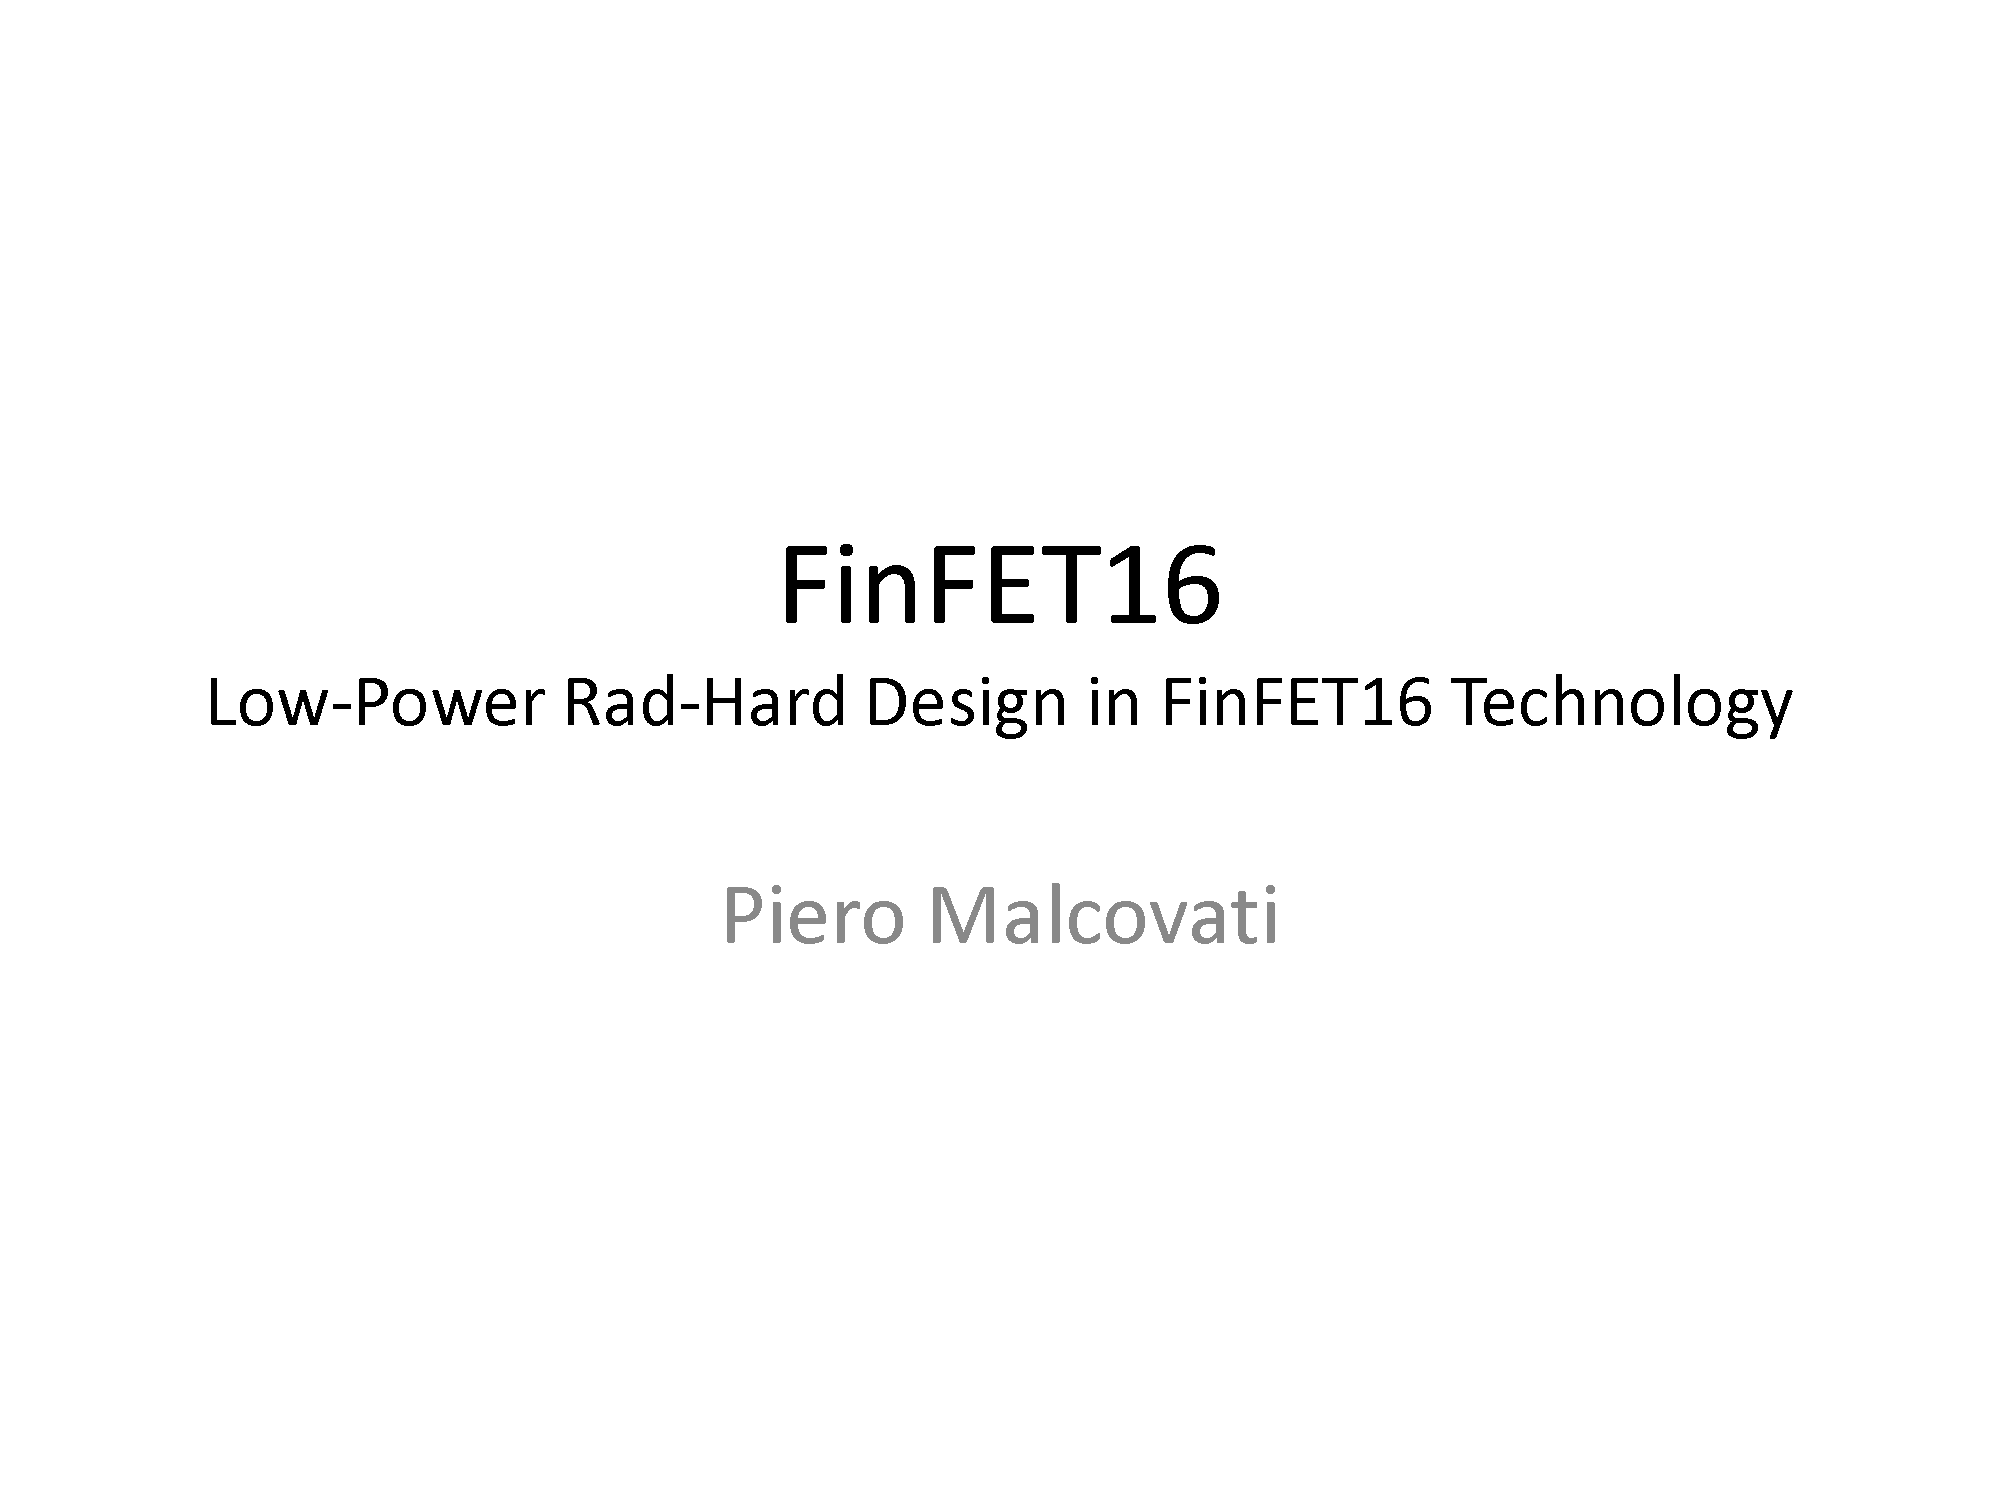 FinFET16
Low-Power Rad-Hard Design in FinFET16 Technology
Piero Malcovati